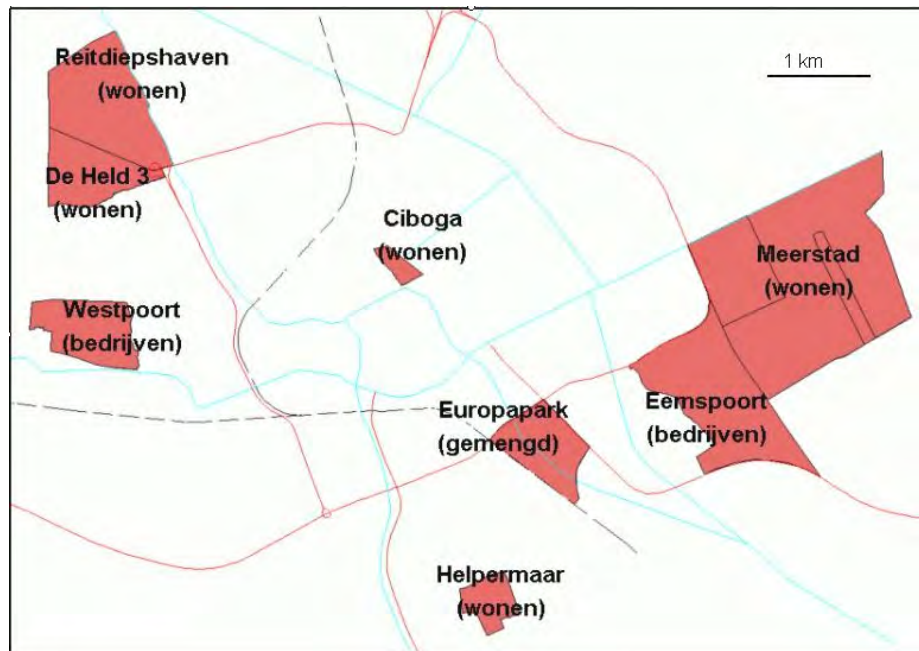 Reitdiepshaven
(wonen)
1 km
De Held 3
(wonen)
Ciboga
(wonen)
Meerstad
(wonen)
Westpoort
(bedrijven)
Europapark
(gemengd)
Eemspoort
(bedrijven)
Helpermaar
(wonen)